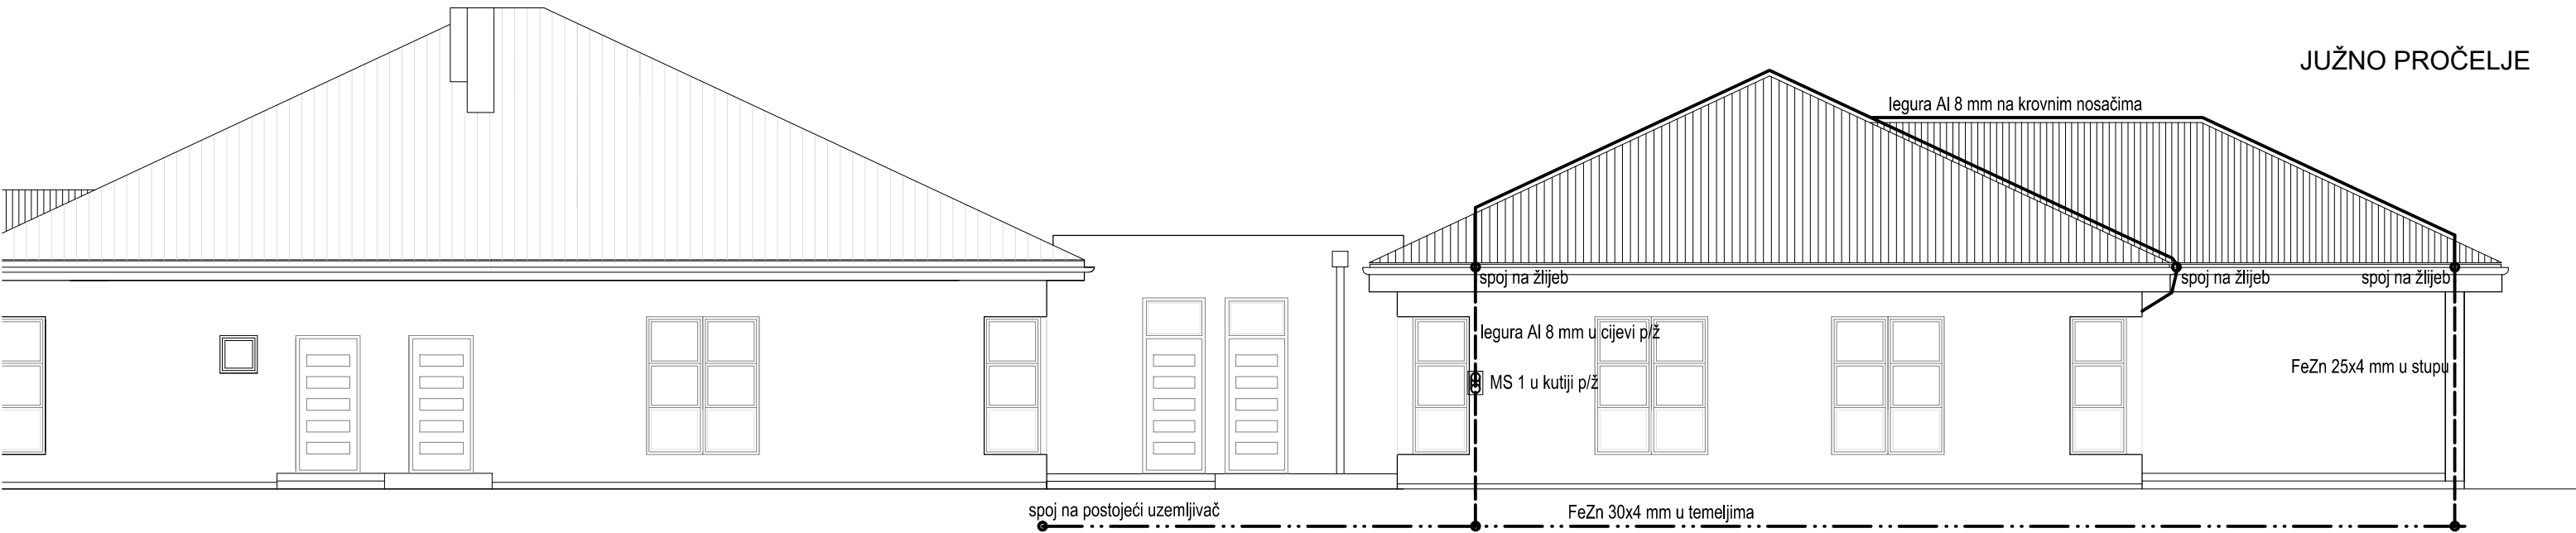 JUŽNO PROČELJE
legura Al 8 mm na krovnim nosačima
spoj na žlijeb
spoj na žlijeb
spoj na žlijeb
legura Al 8 mm u cijevi p/ž
FeZn 25x4 mm u stupu
MS 1 u kutiji p/ž
spoj na postojeći uzemljivač
FeZn 30x4 mm u temeljima